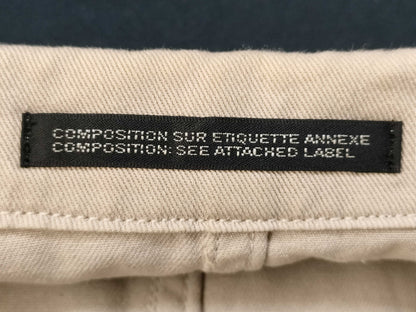 COMPOSITION SUR ETIQUETTE ANNEXE
COMPOSITION: SEE ATTACHED LABEL